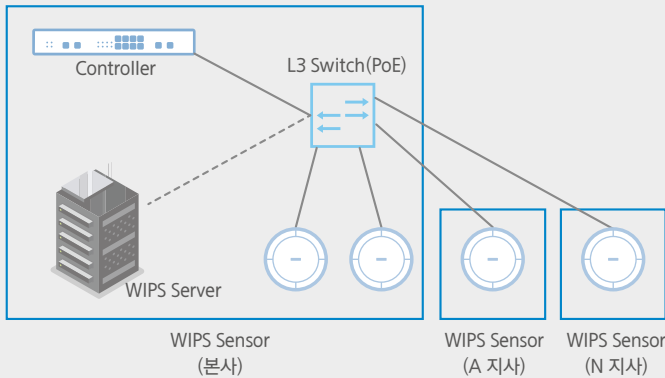 Controller
L3 Switch(PoE)
WIPS Server
WIPS Sensor
(본사)
WIPS Sensor
(A 지사)
WIPS Sensor
(N 지사)